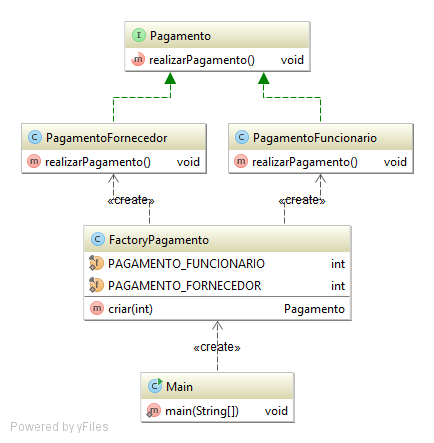 Pagamento
realizarPagamento() void
PagamentoFornecedor
realizarPagamento() void
PagamentoFuncionario
realizarPagamento() void
«create»
«create»
FactoryPagamento
PAGAMENTO_FUNCIONARIO int
PAGAMENTO_FORNECEDOR int
criar(int) Pagamento
«create»
Main
main(String[]) void
Powered by yFiles